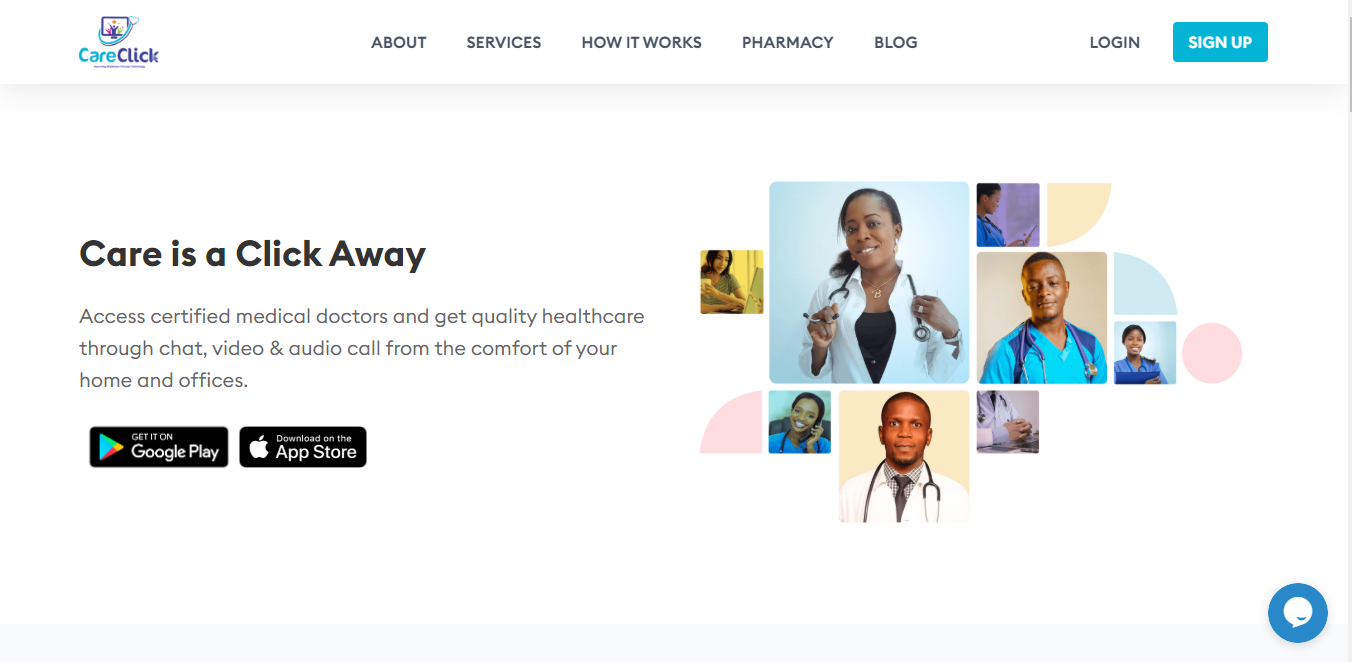 CareClick
ABOUT
SERVICES
HOW IT WORKS
PHARMACY
BLOG
LOGIN
SIGN UP
Care is a Click Away
Access certified medical doctors and get quality healthcare
through chat, video & audio call from the comfort of your
home and offices.
GET IT ON
Google Play
Download on the
App Store
B